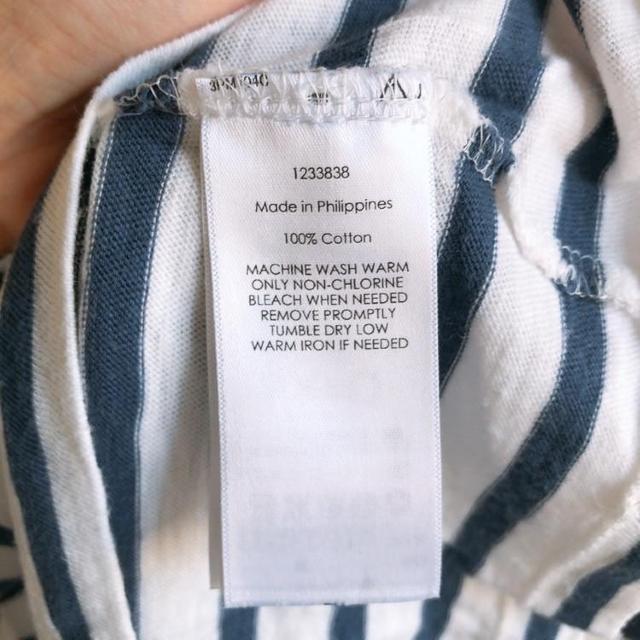 1233838
Made in Philippines
100% Cotton
MACHINE WASH WARM
ONLY NON-CHLORINE
BLEACH WHEN NEEDED
REMOVE PROMPTLY
TUMBLE DRY LOW
WARM IRON IF NEEDED